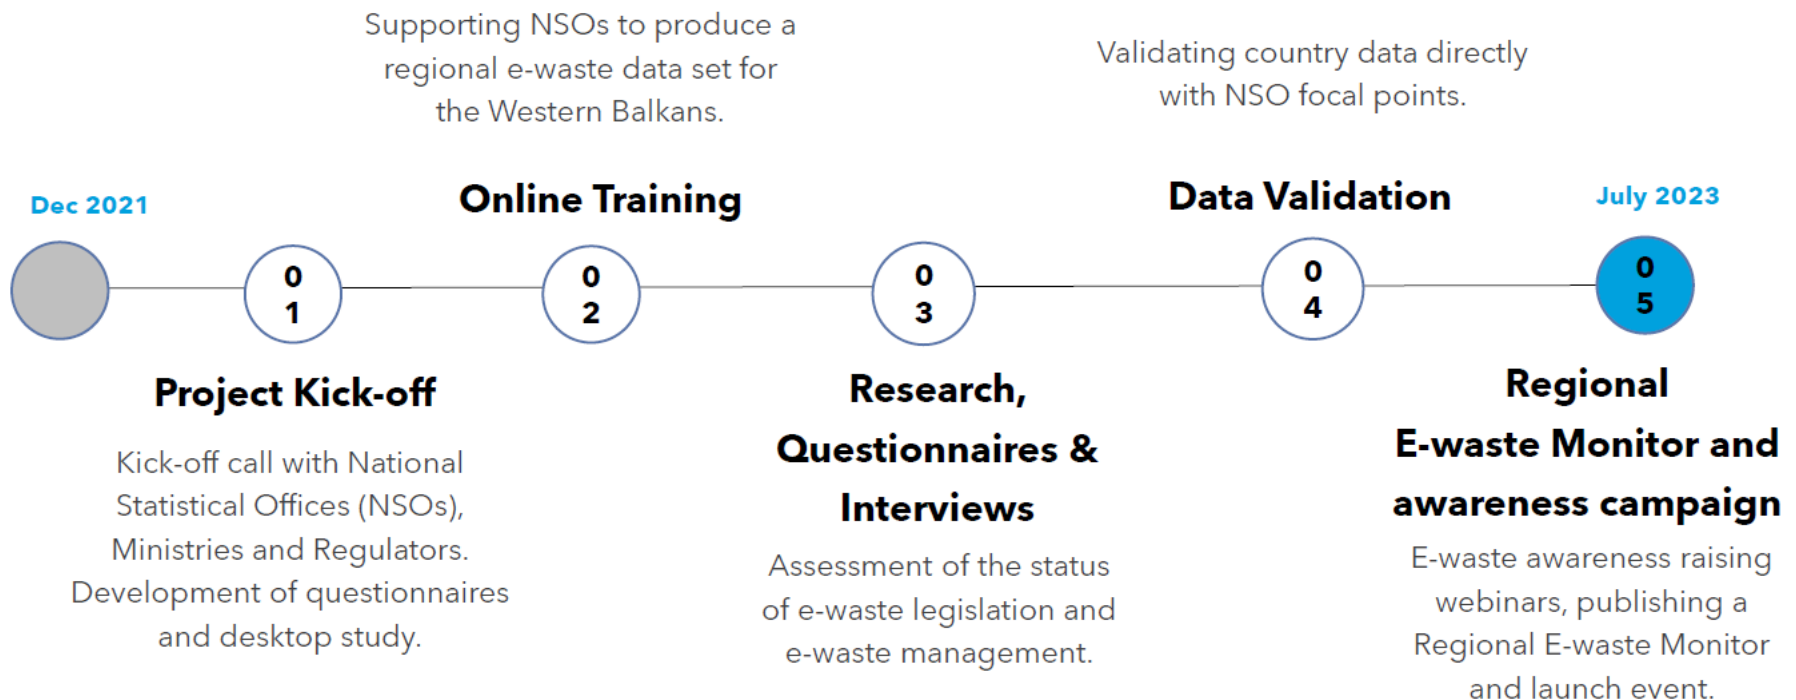 Supporting NSOs to produce a
regional e-waste data set for
the Western Balkans.
Validating country data directly
with NSO focal points.
Dec 2021
Online Training
Data Validation
July 2023
0
1
0
2
0
3
0
4
0
5
Project Kick-off
Kick-off call with National
Statistical Offices (NSOs),
Ministries and Regulators.
Development of questionnaires
and desktop study.
Research,
Questionnaires &
Interviews
Assessment of the status
of e-waste legislation and
e-waste management.
Regional
E-waste Monitor and
awareness campaign
E-waste awareness raising
webinars, publishing a
Regional E-waste Monitor
and launch event.